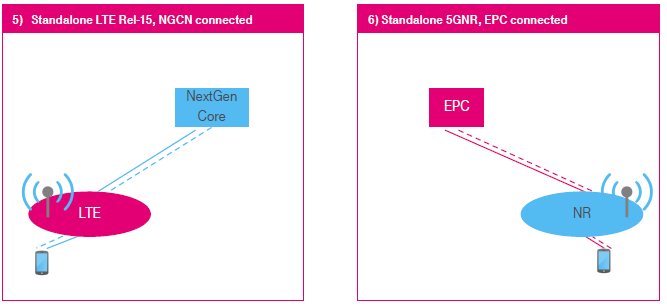 5) Standalone LTE Rel-15, NGCN connected
NextGen
Core
LTE
6) Standalone 5GNR, EPC connected
EPC
NR